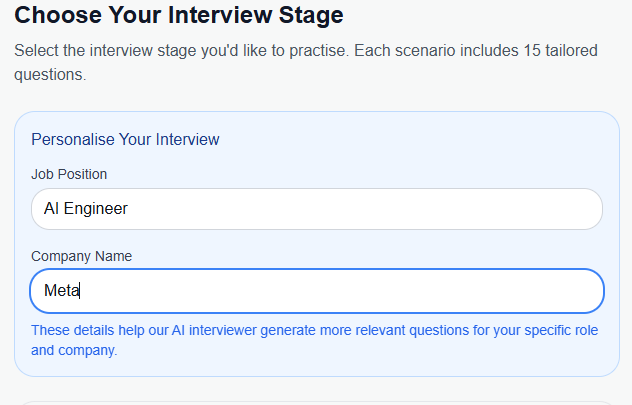 Choose Your Interview Stage
Select the interview stage you'd like to practise. Each scenario includes 15 tailored
questions.
Personalise Your Interview
Job Position
AI Engineer
Company Name
Meta
These details help our AI interviewer generate more relevant questions for your specific role
and company.